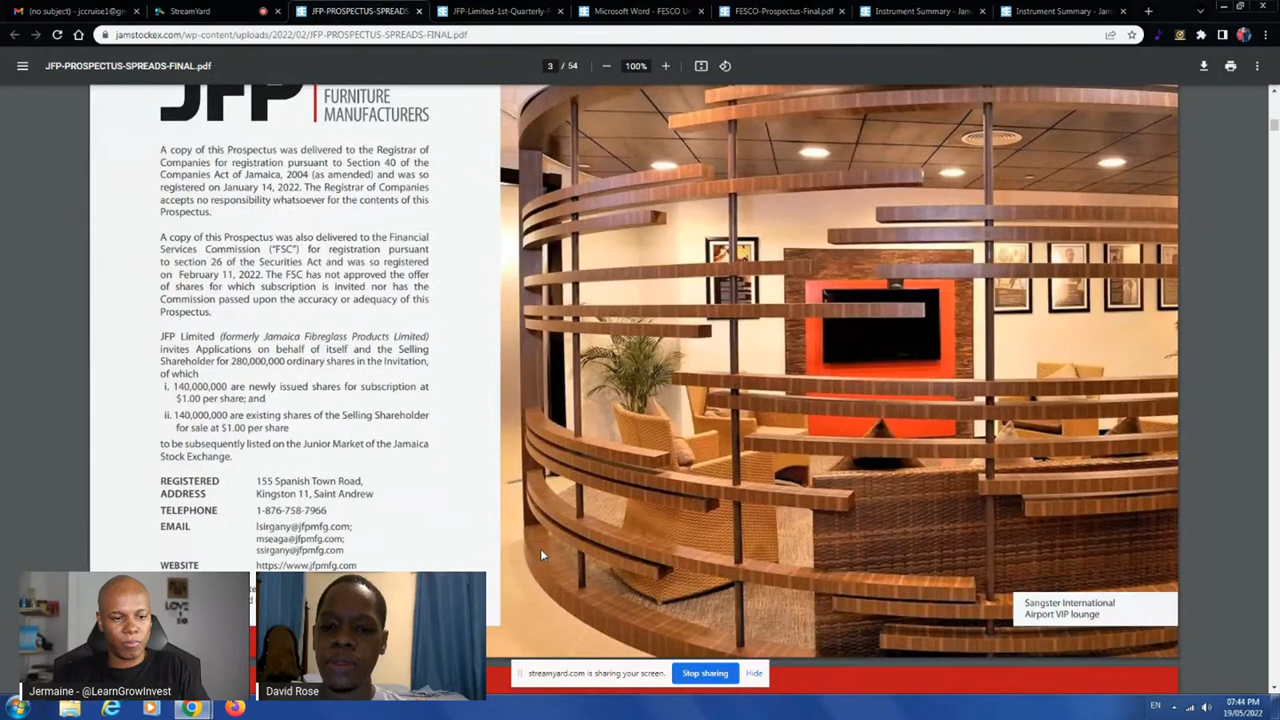 (no subject) - jccruise1@gm
StreamYard
JFP-PROSPECTUS-SPREADS
JFP-Limited-1st-Quarterly-F
Microsoft Word - FESCO U
FESCO-Prospectus-Final.pdf
Instrument Summary - Jam
Instrument Summary - Jam
jamstockex.com/wp-content/uploads/2022/02/JFP-PROSPECTUS-SPREADS-FINAL.pdf
JFP-PROSPECTUS-SPREADS-FINAL.pdf
3 / 54
100%
JFP
FURNITURE
MANUFACTURERS
A copy of this Prospectus was delivered to the Registrar of
Companies for registration pursuant to Section 40 of the
Companies Act of Jamaica, 2004 (as amended) and was so
registered on January 14, 2022. The Registrar of Companies
accepts no responsibility whatsoever for the contents of this
Prospectus.
A copy of this Prospectus was also delivered to the Financial
Services Commission ("FSC") for registration pursuant
to section 26 of the Securities Act and was so registered
on February 11, 2022. The FSC has not approved the offer
of shares for which subscription is invited nor has the
Commission passed upon the accuracy or adequacy of this
Prospectus.
JFP Limited (formerly Jamaica Fibreglass Products Limited)
invites Applications on behalf of itself and the Selling
Shareholder for 280,000,000 ordinary shares in the Invitation,
of which
i. 140,000,000 are newly issued shares for subscription at
$1.00 per share; and
ii. 140,000,000 are existing shares of the Selling Shareholder
for sale at $1.00 per share
to be subsequently listed on the Junior Market of the Jamaica
Stock Exchange.
REGISTERED 155 Spanish Town Road,
ADDRESS Kingston 11, Saint Andrew
TELEPHONE 1-876-758-7966
EMAIL lsirgany@jfpmfg.com;
mseaga@jfpmfg.com;
ssirgany@jfpmfg.com
WEBSITE https://www.jfpmfg.com
Sangster International
Airport VIP lounge
LOVE
Jermaine - @LearnGrowInvest
David Rose
streamyard.com is sharing your screen.
Stop sharing
Hide
EN
07:44 PM
19/05/2022